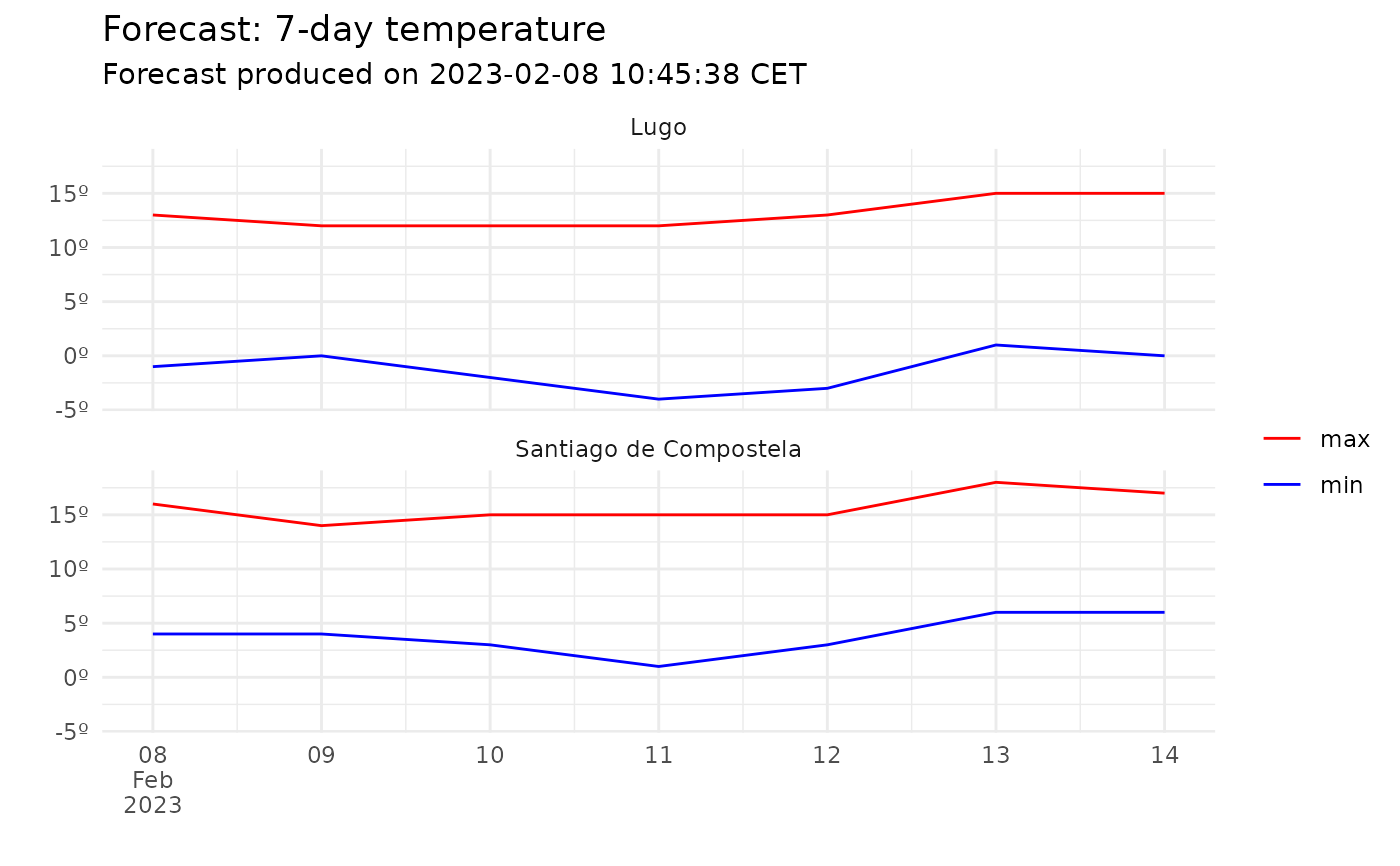 Forecast: 7-day temperature
Forecast produced on 2023-02-08 10:45:38 CET
Lugo
15º
10º
5º
0º
-5º
Santiago de Compostela
15º
10º
5º
0º
-5º
08 09 10 11 12 13 14
Feb
2023
max
min